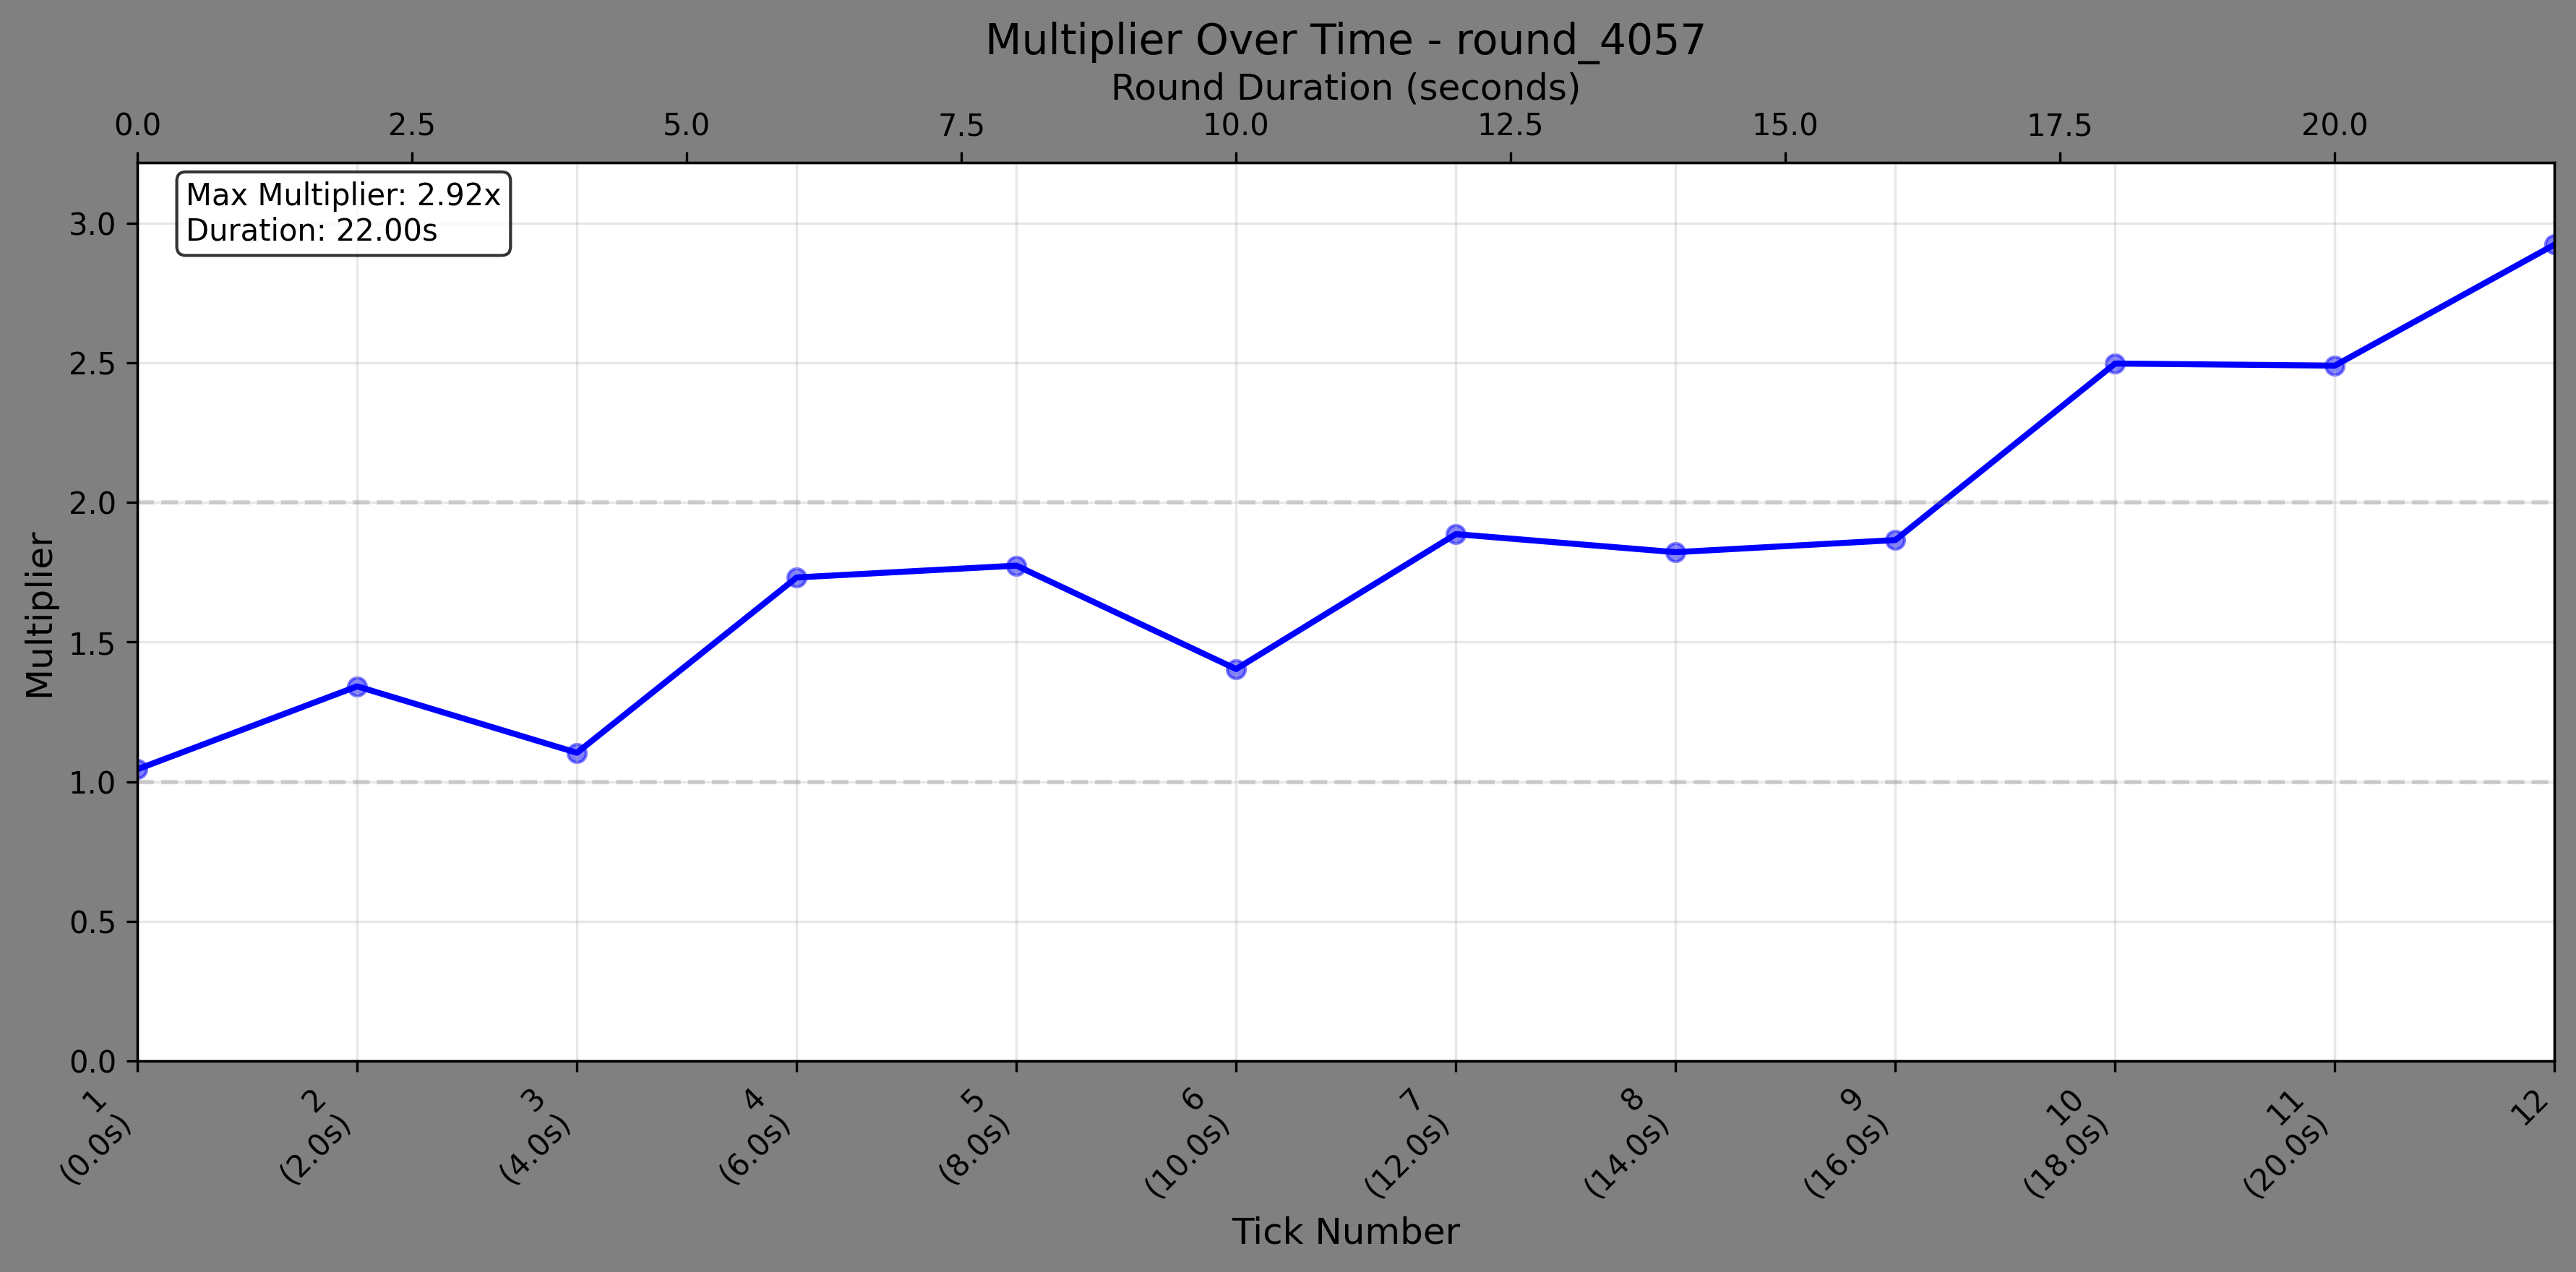 Multiplier Over Time - round_4057
Round Duration (seconds)
0.0 2.5 5.0 7.5 10.0 12.5 15.0 17.5 20.0
Max Multiplier: 2.92x
Duration: 22.00s
3.0
2.5
2.0
1.5
1.0
0.5
0.0
Multiplier
1 2 3 4 5 6 7 8 9 10 11 12
(0.0s) (2.0s) (4.0s) (6.0s) (8.0s) (10.0s) (12.0s) (14.0s) (16.0s) (18.0s) (20.0s)
Tick Number